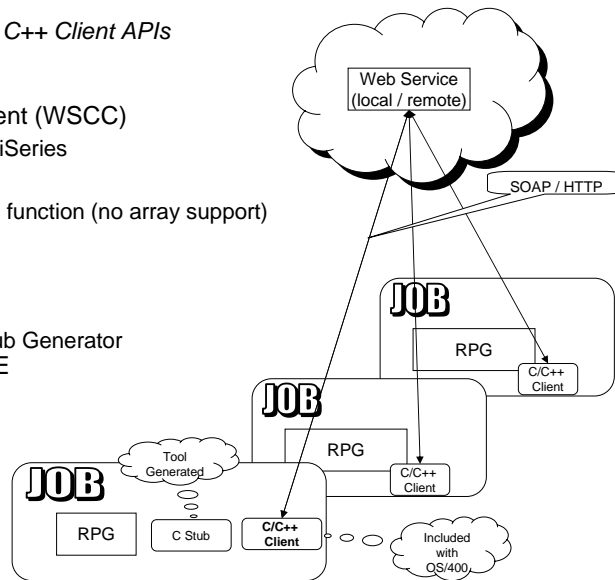 C++ Client APIs
ent (WSCC)
iSeries
function (no array support)
ub Generator
E
Web Service
(local / remote)
SOAP / HTTP
JOB
RPG
C/C++
Client
JOB
RPG
C/C++
Client
Tool
Generated
JOB
RPG
C Stub
C/C++
Client
Included
with
OS/400